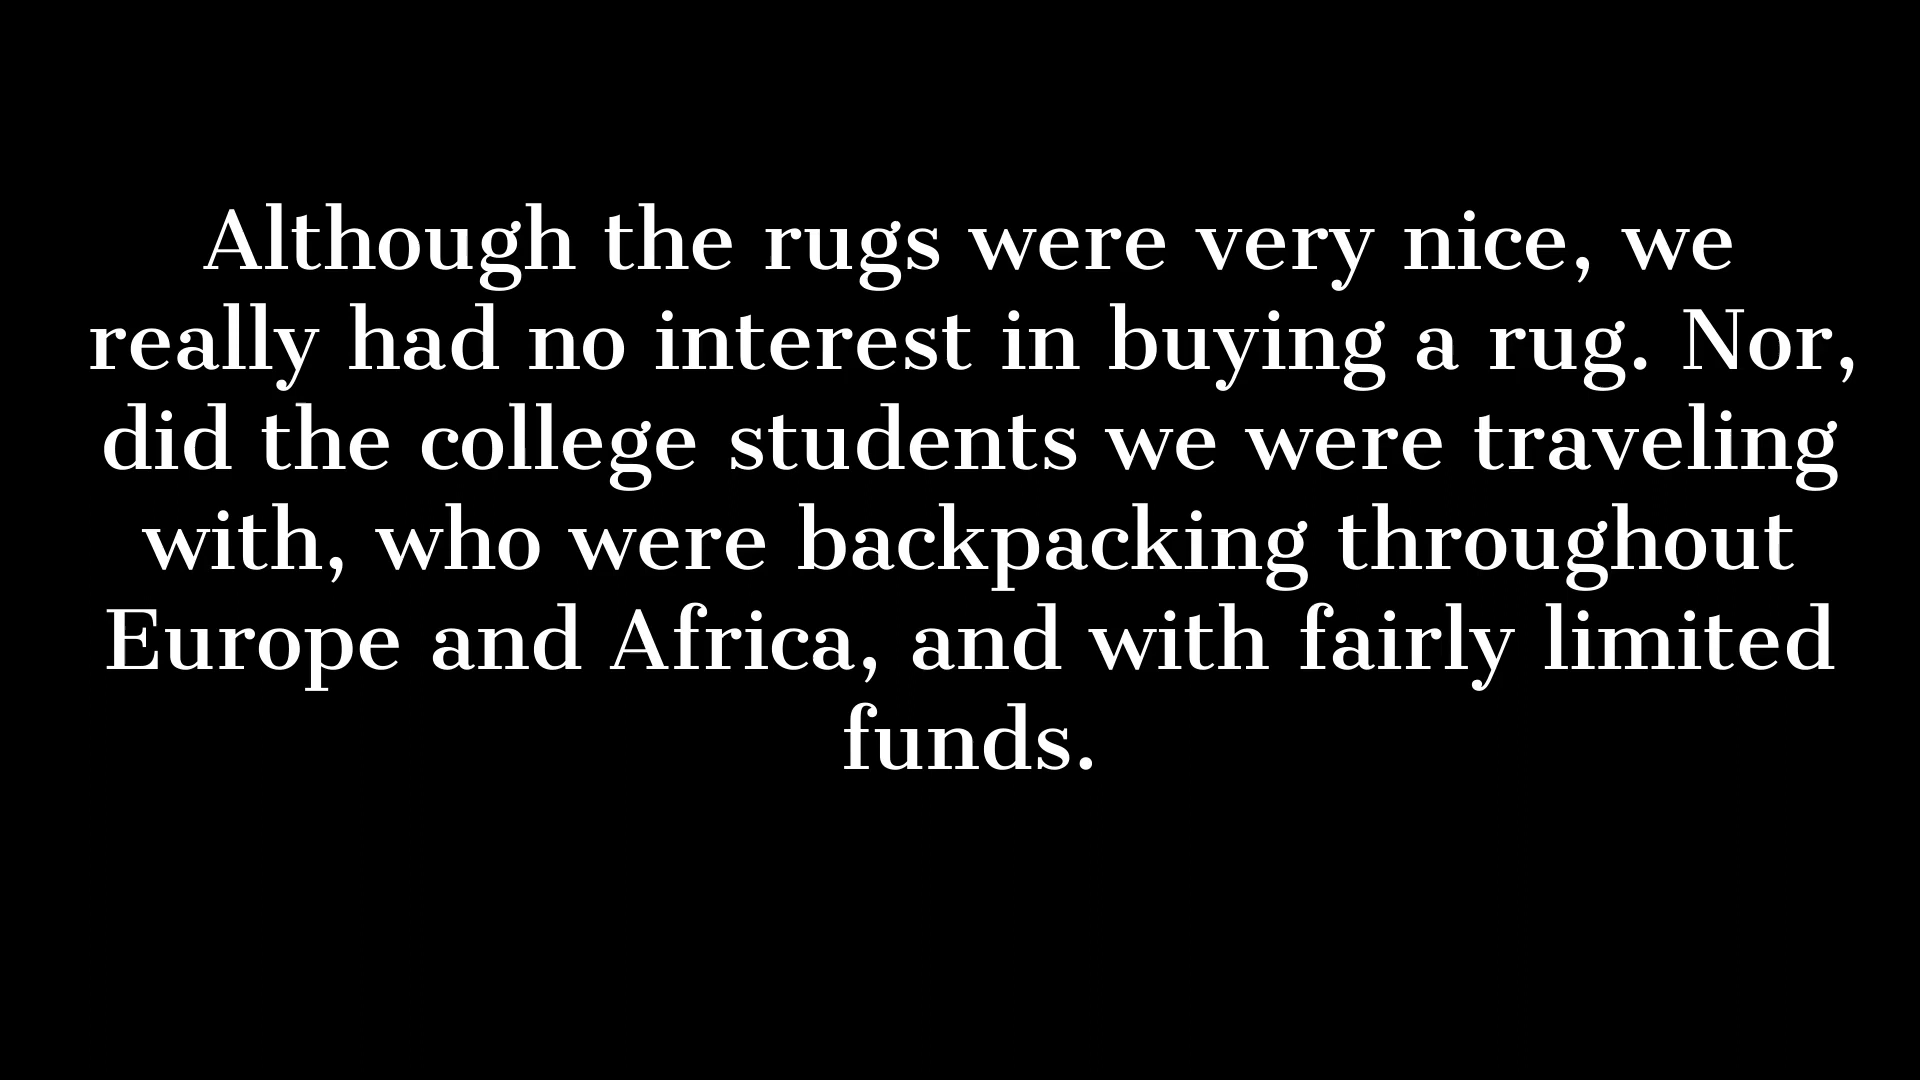 Although the rugs were very nice, we
really had no interest in buying a rug. Nor,
did the college students we were traveling
with, who were backpacking throughout
Europe and Africa, and with fairly limited
funds.